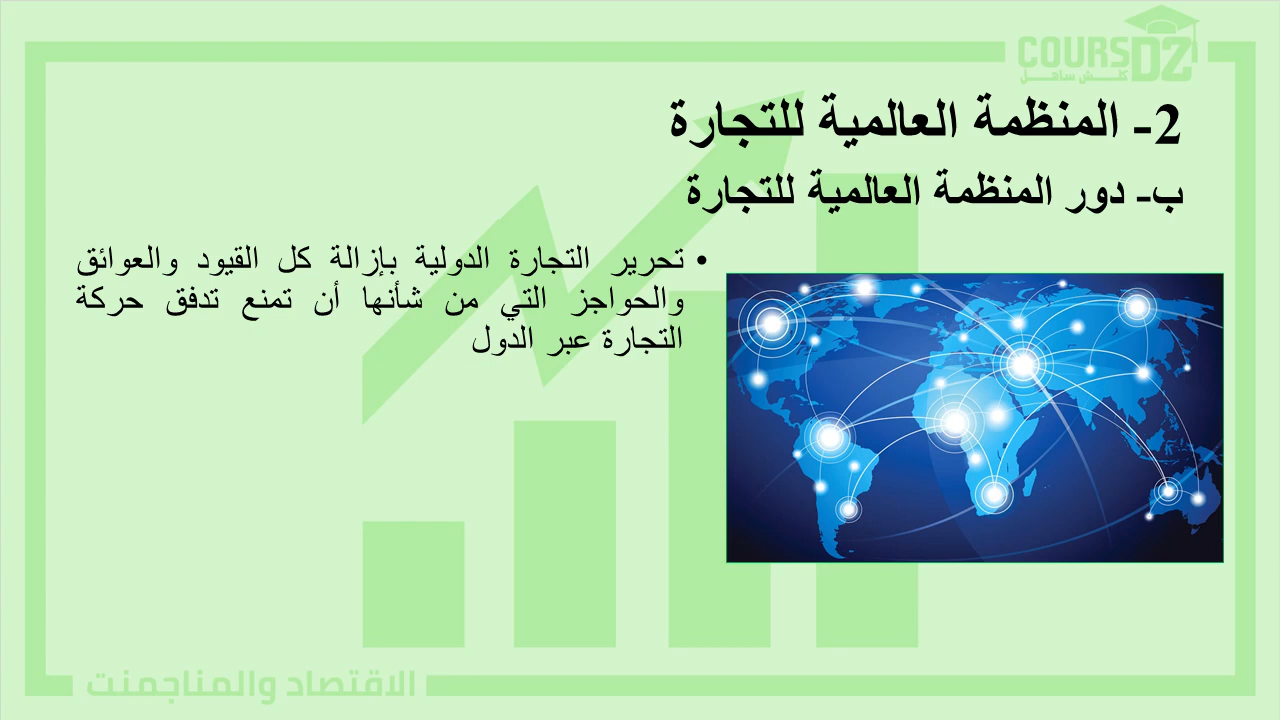 COURSDZ
كلش ساهل
2- المنظمة العالمية للتجارة
ب- دور المنظمة العالمية للتجارة
• تحرير التجارة الدولية بإزالة كل القيود والعوائق
والحواجز التي من شأنها أن تمنع تدفق حركة
التجارة عبر الدول
الاقتصاد والمناجمنت